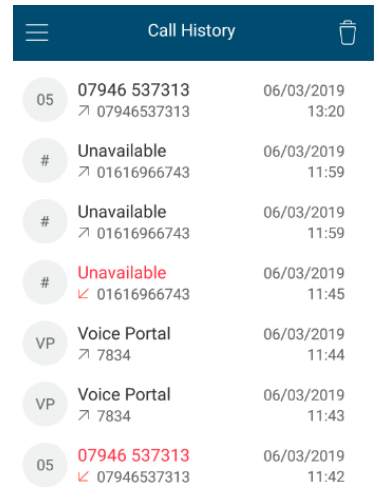 Call History
05 07946 537313 06/03/2019
07946537313 13:20
# Unavailable 06/03/2019
01616966743 11:59
# Unavailable 06/03/2019
01616966743 11:59
# Unavailable 06/03/2019
01616966743 11:45
VP Voice Portal 06/03/2019
7834 11:44
VP Voice Portal 06/03/2019
7834 11:43
05 07946 537313 06/03/2019
07946537313 11:42